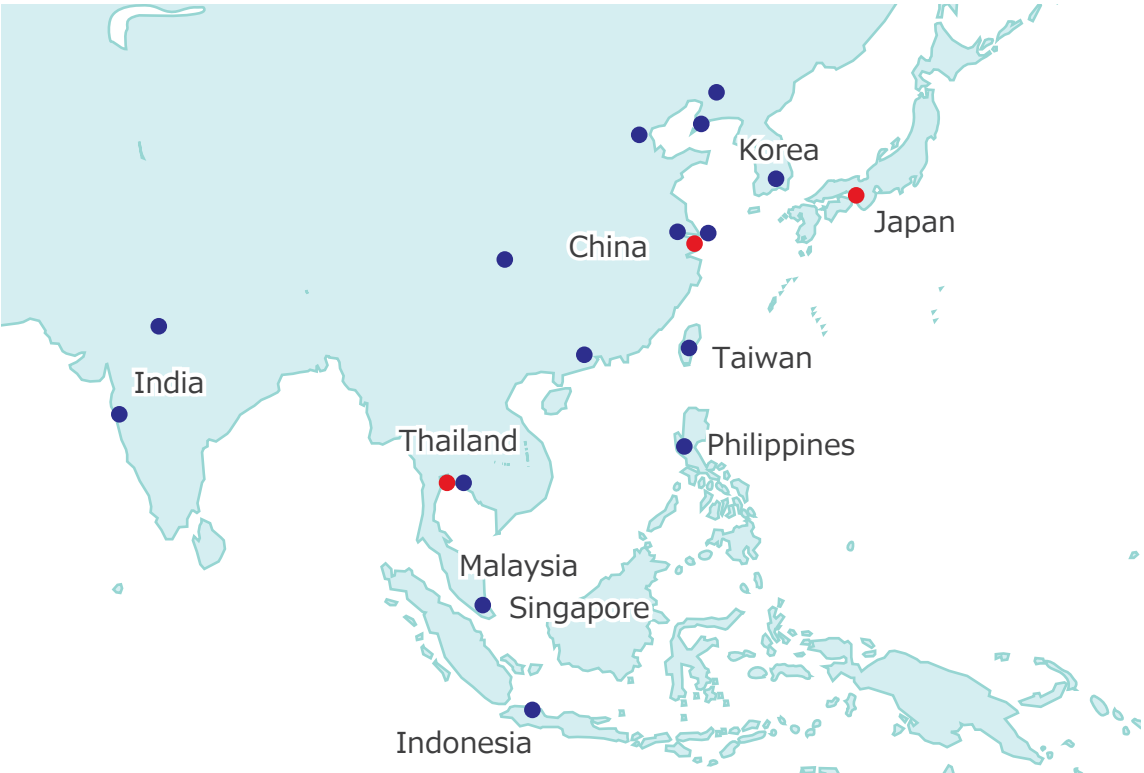 Korea
Japan
China
Taiwan
India
Thailand
Philippines
Malaysia
Singapore
Indonesia